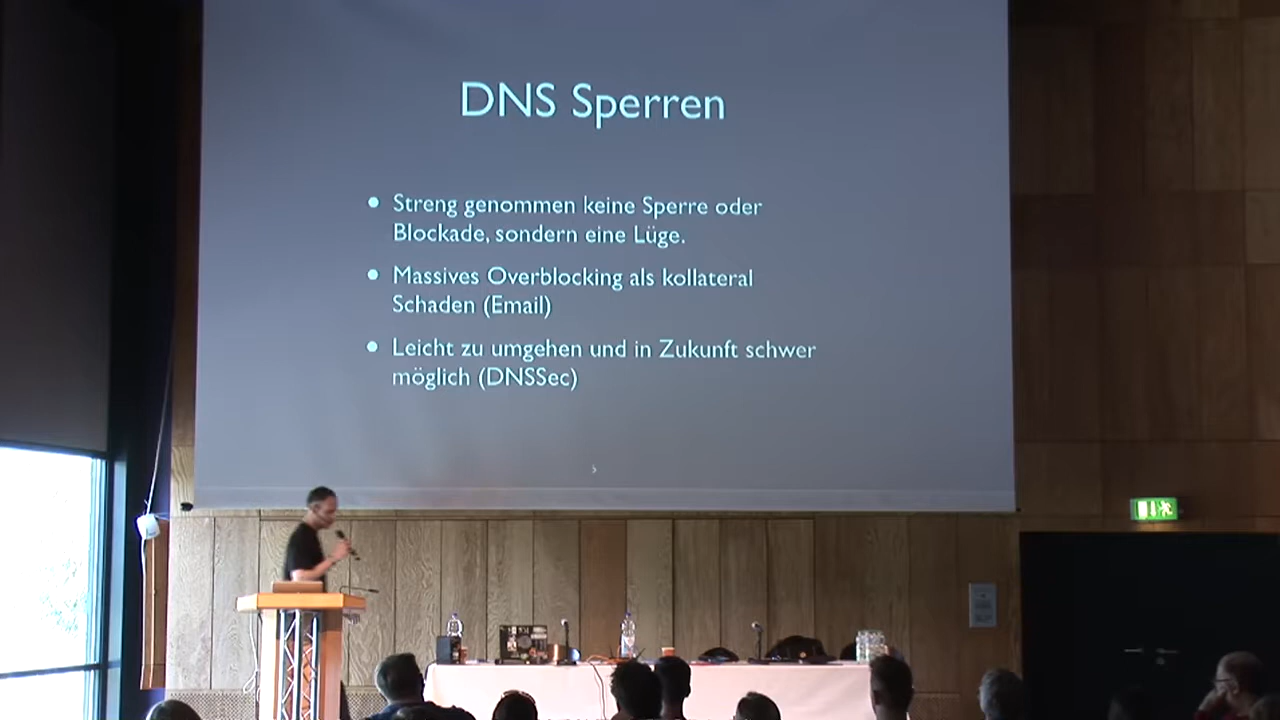 DNS Sperren
Streng genommen keine Sperre oder
Blockade, sondern eine Lüge.
Massives Overblocking als kollateral
Schaden (Email)
Leicht zu umgehen und in Zukunft schwer
möglich (DNSSec)
5